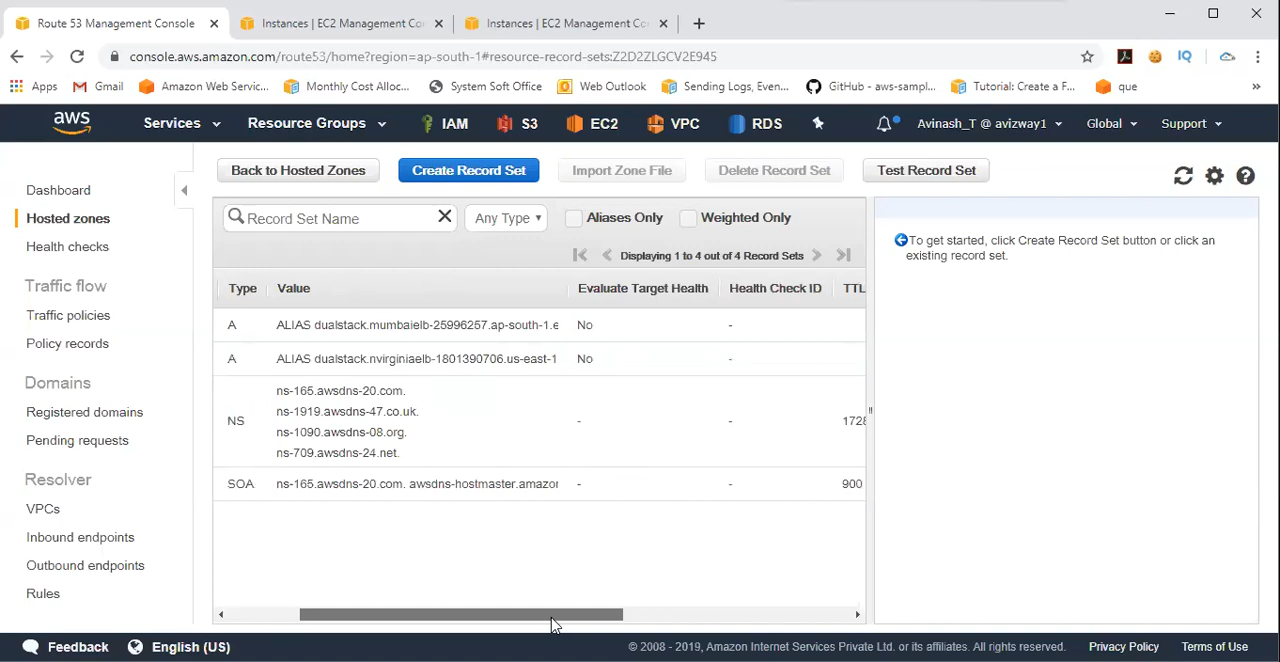 Route 53 Management Console
Instances | EC2 Management Con
Instances | EC2 Management Con
console.aws.amazon.com/route53/home?region=ap-south-1#resource-record-sets:Z2D2ZLGCV2E945
Apps Gmail Amazon Web Servic... Monthly Cost Alloc... System Soft Office Web Outlook Sending Logs, Even... GitHub - aws-sampl... Tutorial: Create a F... que »
aws Services Resource Groups IAM S3 EC2 VPC RDS Avinash_T @ avizway1 Global Support
Back to Hosted Zones Create Record Set Import Zone File Delete Record Set Test Record Set
Dashboard
Hosted zones
Health checks
Traffic flow
Traffic policies
Policy records
Domains
Registered domains
Pending requests
Resolver
VPCs
Inbound endpoints
Outbound endpoints
Rules
Record Set Name Any Type Aliases Only Weighted Only
Displaying 1 to 4 out of 4 Record Sets
Type Value Evaluate Target Health Health Check ID TTL
A ALIAS dualstack.mumbaielb-25996257.ap-south-1.e No -
A ALIAS dualstack.nvirginiaelb-1801390706.us-east-1 No -
ns-165.awsdns-20.com.
ns-1919.awsdns-47.co.uk.
NS - - 1728
ns-1090.awsdns-08.org.
ns-709.awsdns-24.net.
SOA ns-165.awsdns-20.com. awsdns-hostmaster.amazon - - 900
To get started, click Create Record Set button or click an
existing record set.
Feedback English (US) © 2008 - 2019, Amazon Internet Services Private Ltd. or its affiliates. All rights reserved. Privacy Policy Terms of Use